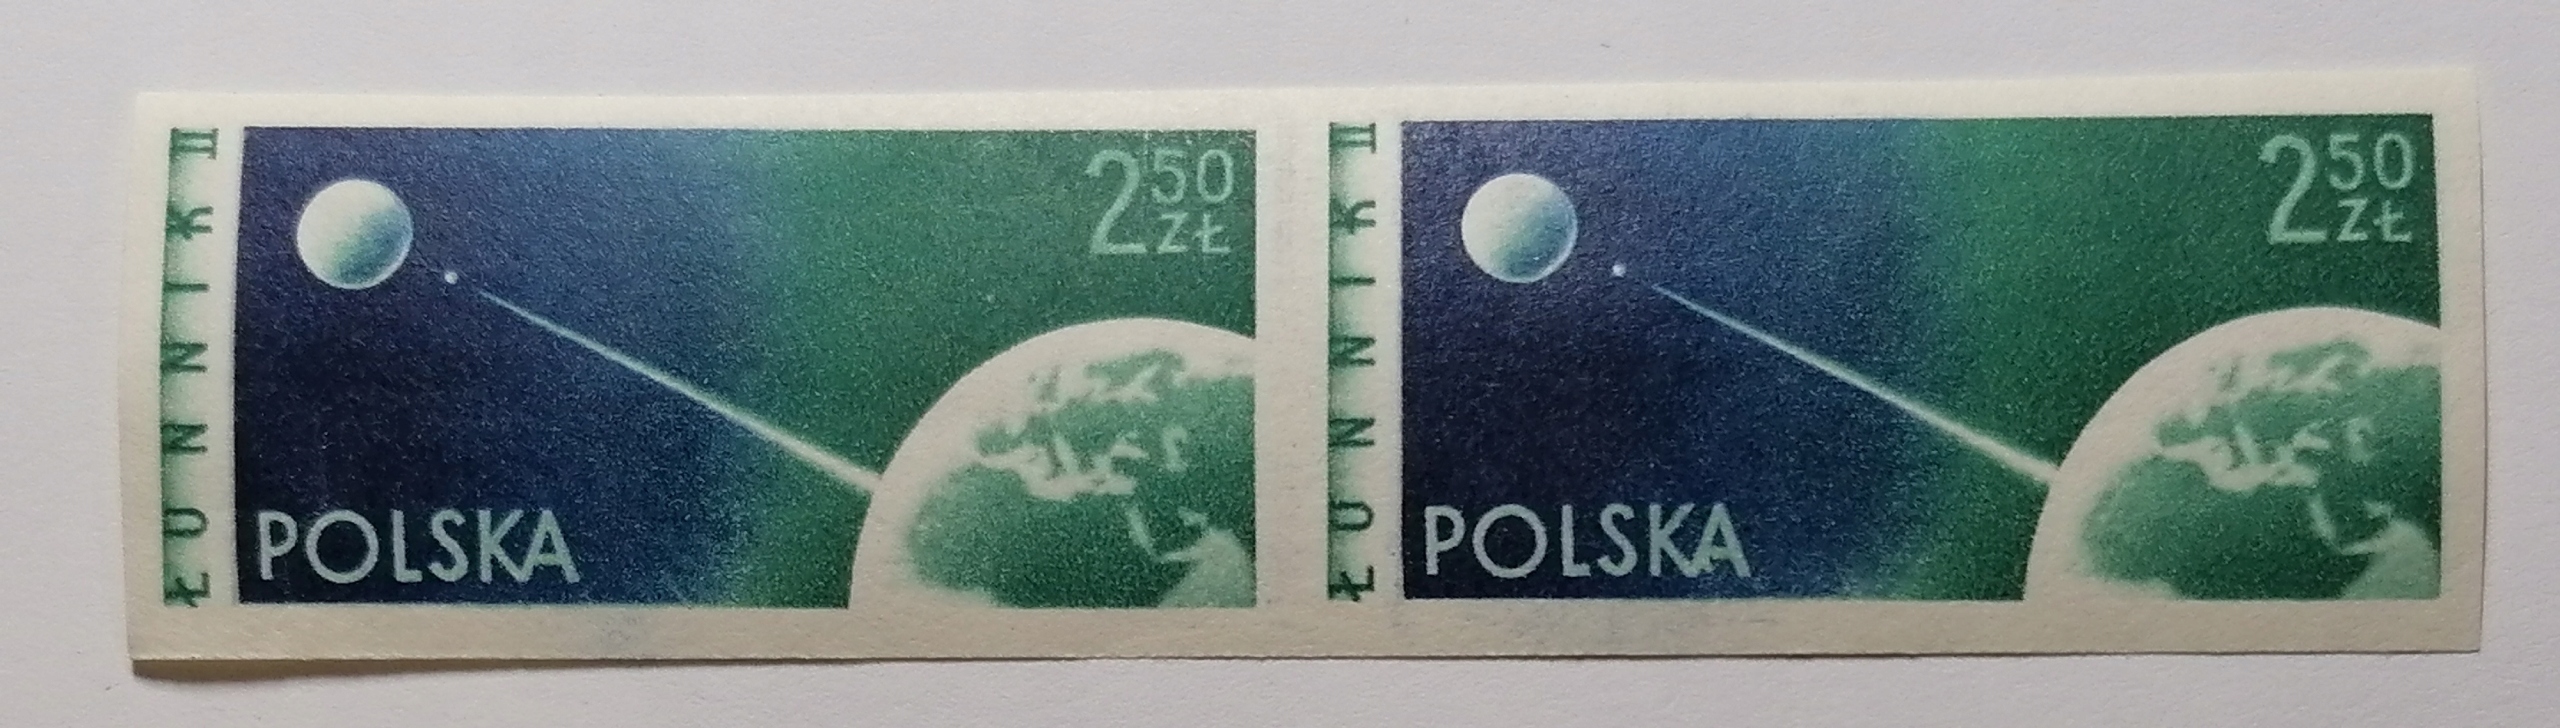 ŁUNNIK II
2 50 ZŁ
POLSKA
ŁUNNIK II
2 50 ZŁ
POLSKA